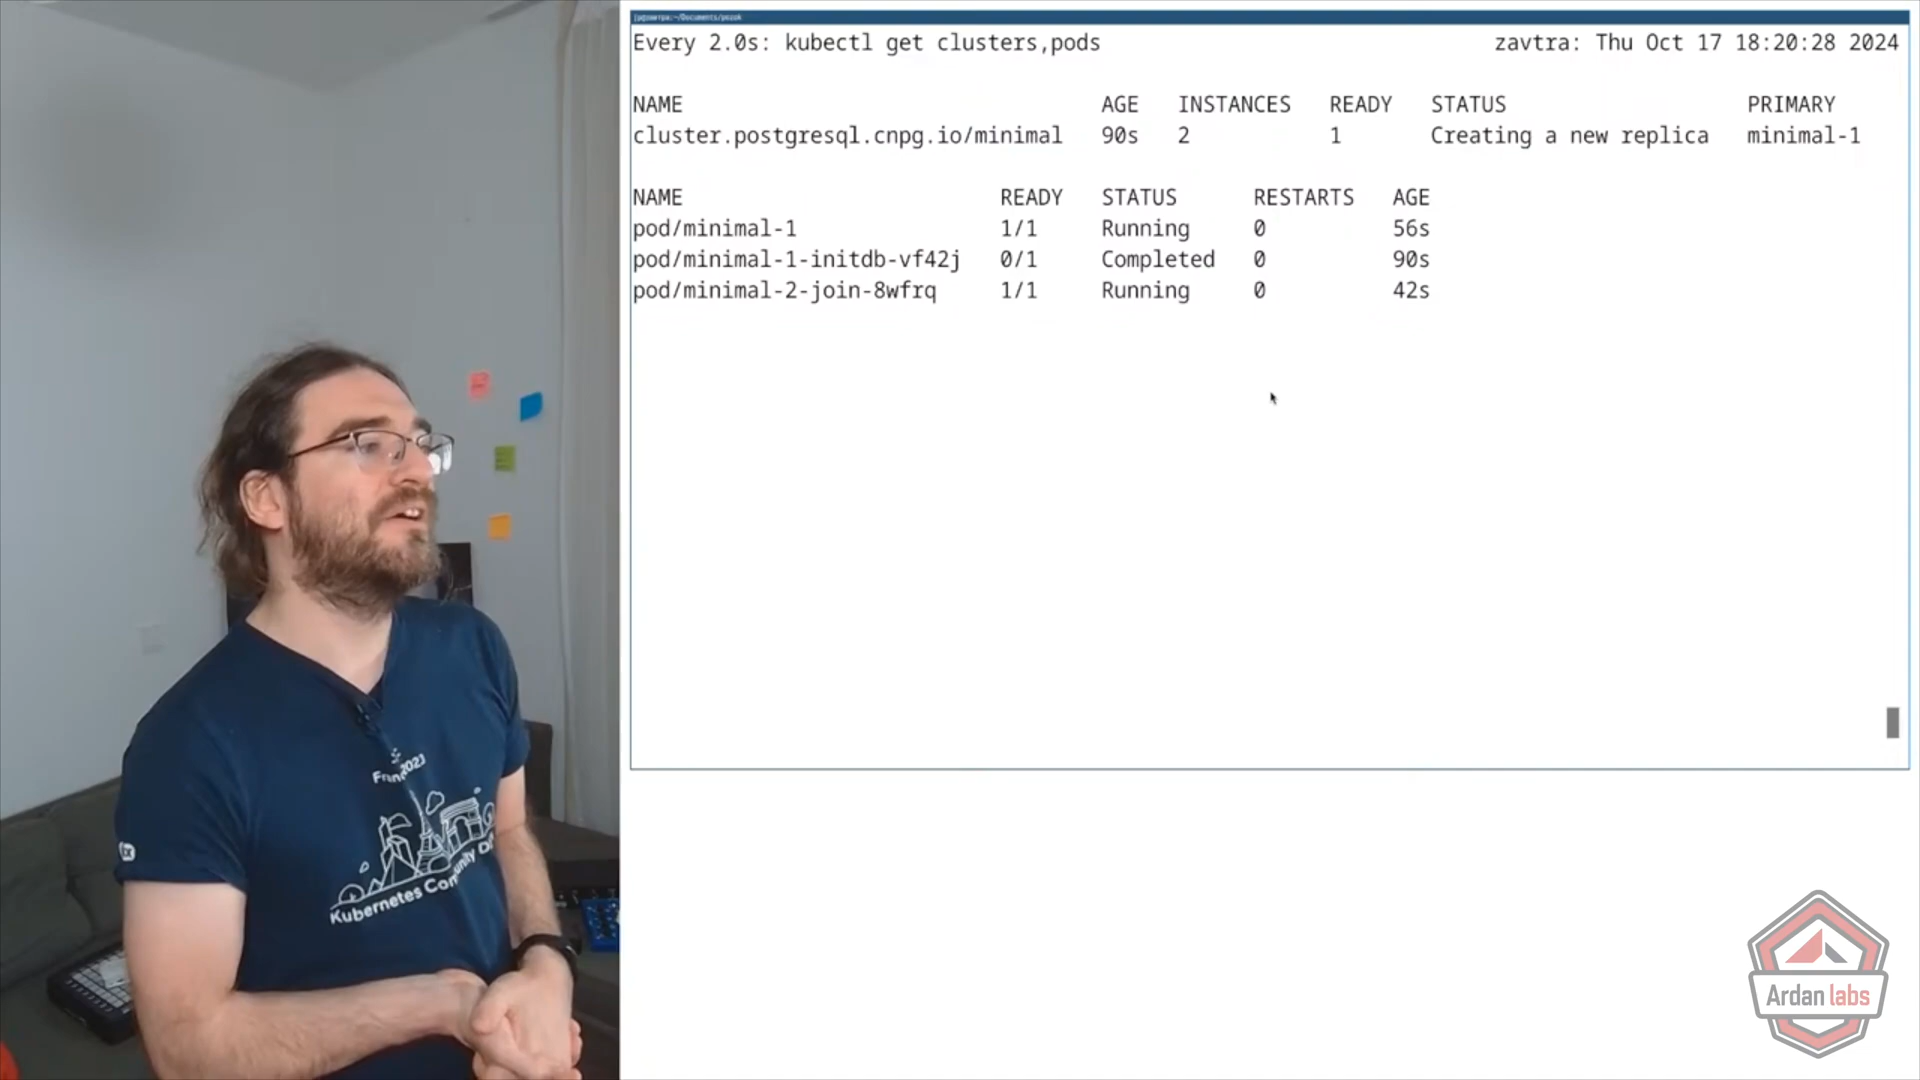 Every 2.0s: kubectl get clusters,pods zavtra: Thu Oct 17 18:20:28 2024
NAME AGE INSTANCES READY STATUS PRIMARY
cluster.postgresql.cnpg.io/minimal 90s 2 1 Creating a new replica minimal-1
NAME READY STATUS RESTARTS AGE
pod/minimal-1 1/1 Running 0 56s
pod/minimal-1-initdb-vf42j 0/1 Completed 0 90s
pod/minimal-2-join-8wfrq 1/1 Running 0 42s
2023
Kubernetes
Ardan labs